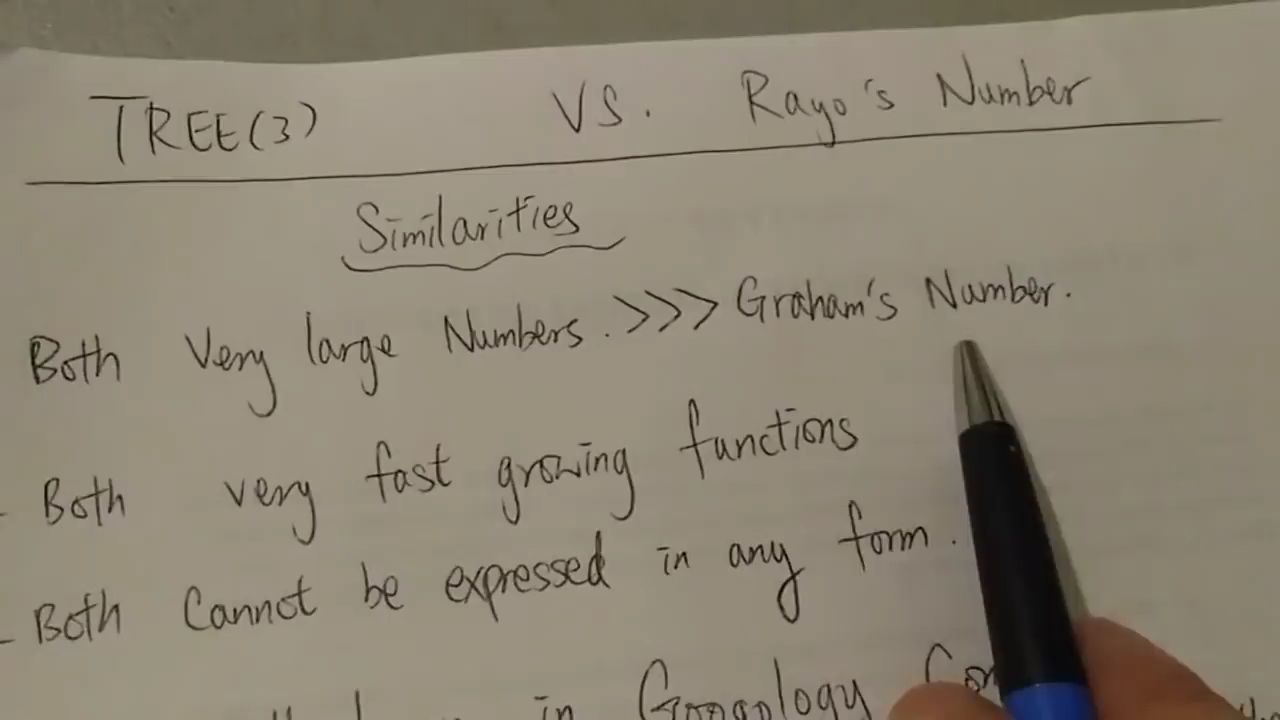 TREE(3) VS. Rayo's Number
Similarities
Both Very large Numbers. >>> Graham's Number.
- Both very fast growing functions
- Both Cannot be expressed in any form.
in Googology